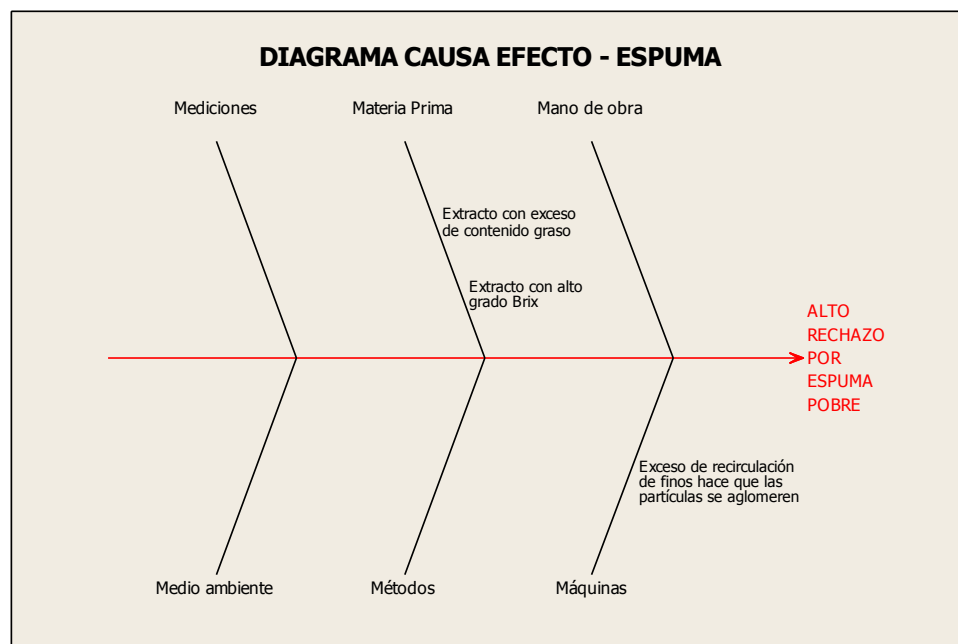 DIAGRAMA CAUSA EFECTO - ESPUMA
Mediciones
Materia Prima
Mano de obra
Extracto con exceso
de contenido graso
Extracto con alto
grado Brix
ALTO
RECHAZO
POR
ESPUMA
POBRE
Exceso de recirculación
de finos hace que las
partículas se aglomeren
Medio ambiente
Métodos
Máquinas